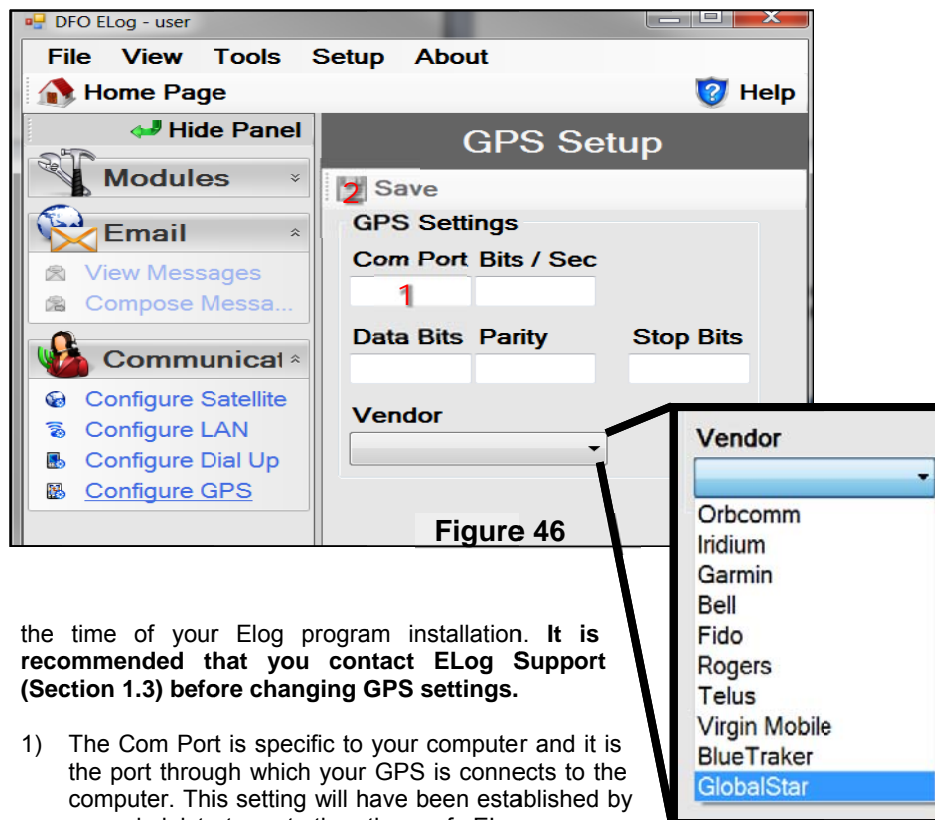 DFO ELog - user
File View Tools Setup About
Home Page
Help
Hide Panel
Modules
Email
View Messages
Compose Messa...
Communicat
Configure Satellite
Configure LAN
Configure Dial Up
Configure GPS
GPS Setup
2 Save
GPS Settings
Com Port Bits / Sec
1
Data Bits Parity Stop Bits
Vendor
Figure 46
Vendor
Orbcomm
Iridium
Garmin
Bell
Fido
Rogers
Telus
Virgin Mobile
BlueTraker
GlobalStar
the time of your Elog program installation. It is
recommended that you contact ELog Support
(Section 1.3) before changing GPS settings.
1) The Com Port is specific to your computer and it is
the port through which your GPS is connects to the
computer. This setting will have been established by